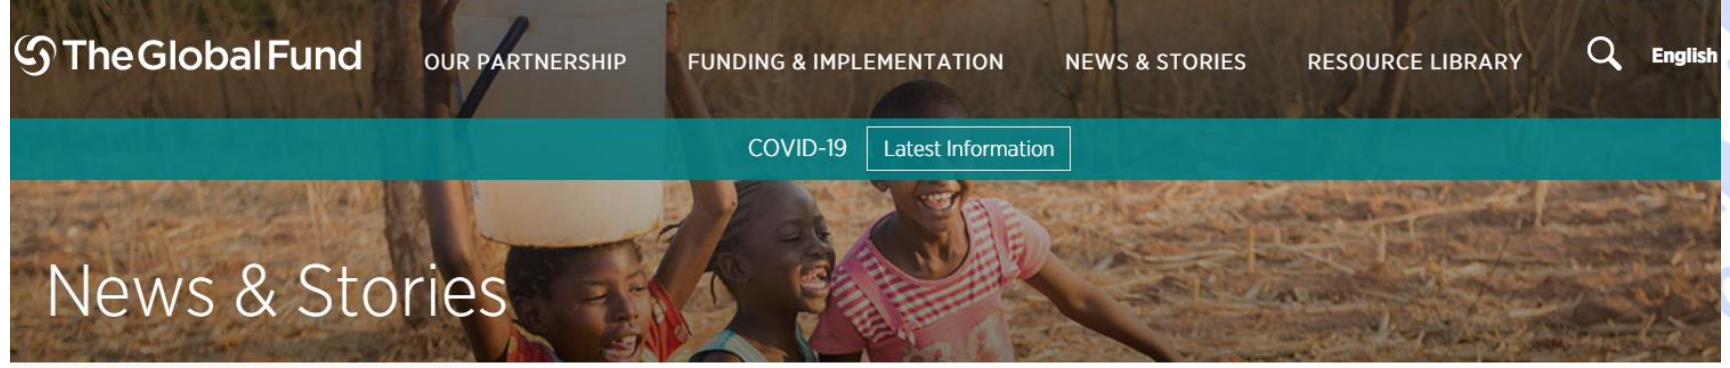 The Global Fund
OUR PARTNERSHIP
FUNDING & IMPLEMENTATION
NEWS & STORIES
RESOURCE LIBRARY
English
COVID-19
Latest Information
News & Stories